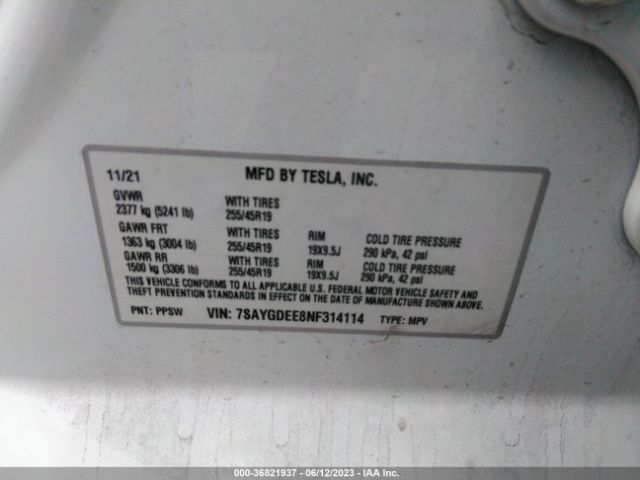 11/21 MFD BY TESLA, INC.
GVWR WITH TIRES
2377 kg (5241 lb) 255/45R19
GAWR FRT WITH TIRES RIM COLD TIRE PRESSURE
1363 kg (3004 lb) 255/45R19 19X9.5J 290 kPa, 42 psi
GAWR RR WITH TIRES RIM COLD TIRE PRESSURE
1500 kg (3306 lb) 255/45R19 19X9.5J 290 kPa, 42 psi
THIS VEHICLE CONFORMS TO ALL APPLICABLE U.S. FEDERAL MOTOR VEHICLE SAFETY AND
THEFT PREVENTION STANDARDS IN EFFECT ON THE DATE OF MANUFACTURE SHOWN ABOVE.
PNT: PPSW VIN: 7SAYGDEE8NF314114 TYPE: MPV
000-36821937 - 06/12/2023 - IAA Inc.